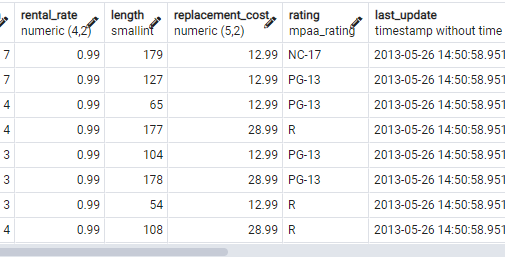 rental_rate length replacement_cost rating last_update
numeric (4,2) smallint numeric (5,2) mpaa_rating timestamp without time
7 0.99 179 12.99 NC-17 2013-05-26 14:50:58.951
7 0.99 127 12.99 PG-13 2013-05-26 14:50:58.951
4 0.99 65 12.99 PG-13 2013-05-26 14:50:58.951
4 0.99 177 28.99 R 2013-05-26 14:50:58.951
3 0.99 104 12.99 PG-13 2013-05-26 14:50:58.951
3 0.99 178 28.99 PG-13 2013-05-26 14:50:58.951
3 0.99 54 12.99 R 2013-05-26 14:50:58.951
4 0.99 108 28.99 R 2013-05-26 14:50:58.951